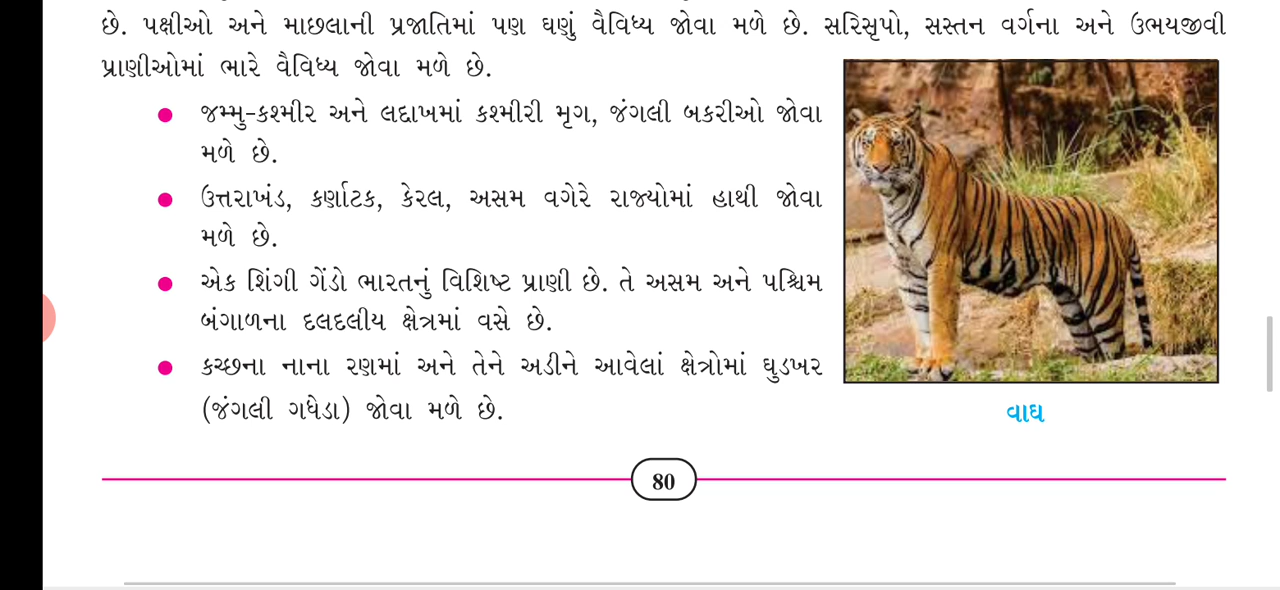 છે. પક્ષીઓ અને માછલાની પ્રજાતિમાં પણ ઘણું વૈવિધ્ય જોવા મળે છે. સરિસૃપો, સસ્તન વર્ગના અને ઉભયજીવી
પ્રાણીઓમાં ભારે વૈવિધ્ય જોવા મળે છે.
● જમ્મુ-કશ્મીર અને લદ્દાખમાં કશ્મીરી મૃગ, જંગલી બકરીઓ જોવા
મળે છે.
● ઉત્તરાખંડ, કર્ણાટક, કેરલ, અસમ વગેરે રાજ્યોમાં હાથી જોવા
મળે છે.
● એક શિંગી ગેંડો ભારતનું વિશિષ્ટ પ્રાણી છે. તે અસમ અને પશ્ચિમ
બંગાળના દલદલીય ક્ષેત્રમાં વસે છે.
● કચ્છના નાના રણમાં અને તેને અડીને આવેલાં ક્ષેત્રોમાં ઘુડખર
(જંગલી ગધેડા) જોવા મળે છે.
વાઘ
80